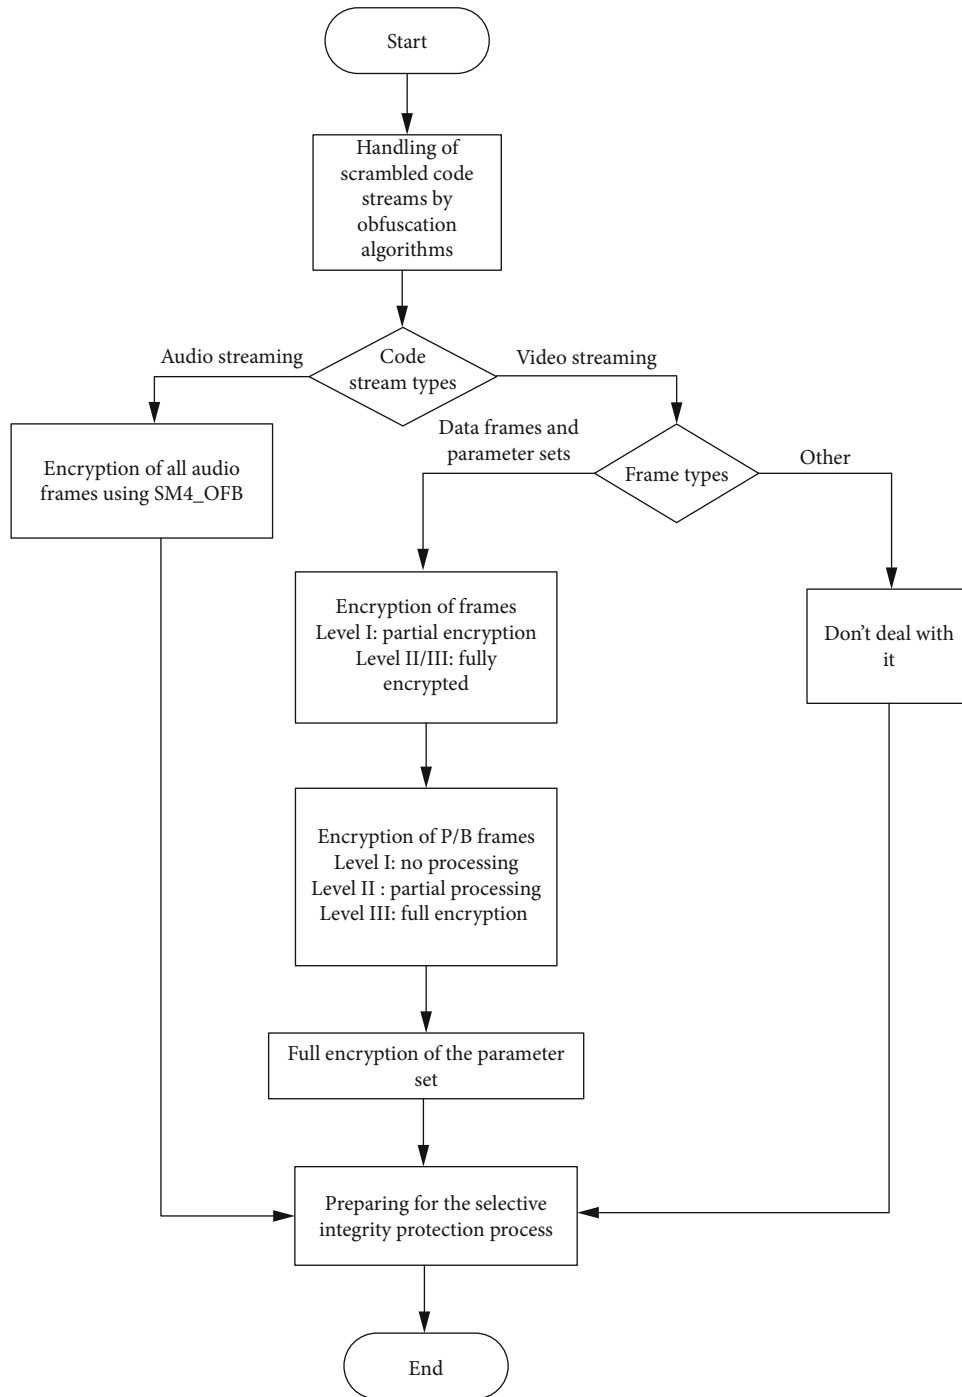 Start
Handling of
scrambled code
streams by
obfuscation
algorithms
Audio streaming
Code
stream types
Video streaming
Data frames and
parameter sets
Frame types
Other
Encryption of all audio
frames using SM4_OFB
Encryption of frames
Level I: partial encryption
Level II/III: fully
encrypted
Don't deal with
it
Encryption of P/B frames
Level I: no processing
Level II : partial processing
Level III: full encryption
Full encryption of the parameter
set
Preparing for the selective
integrity protection process
End